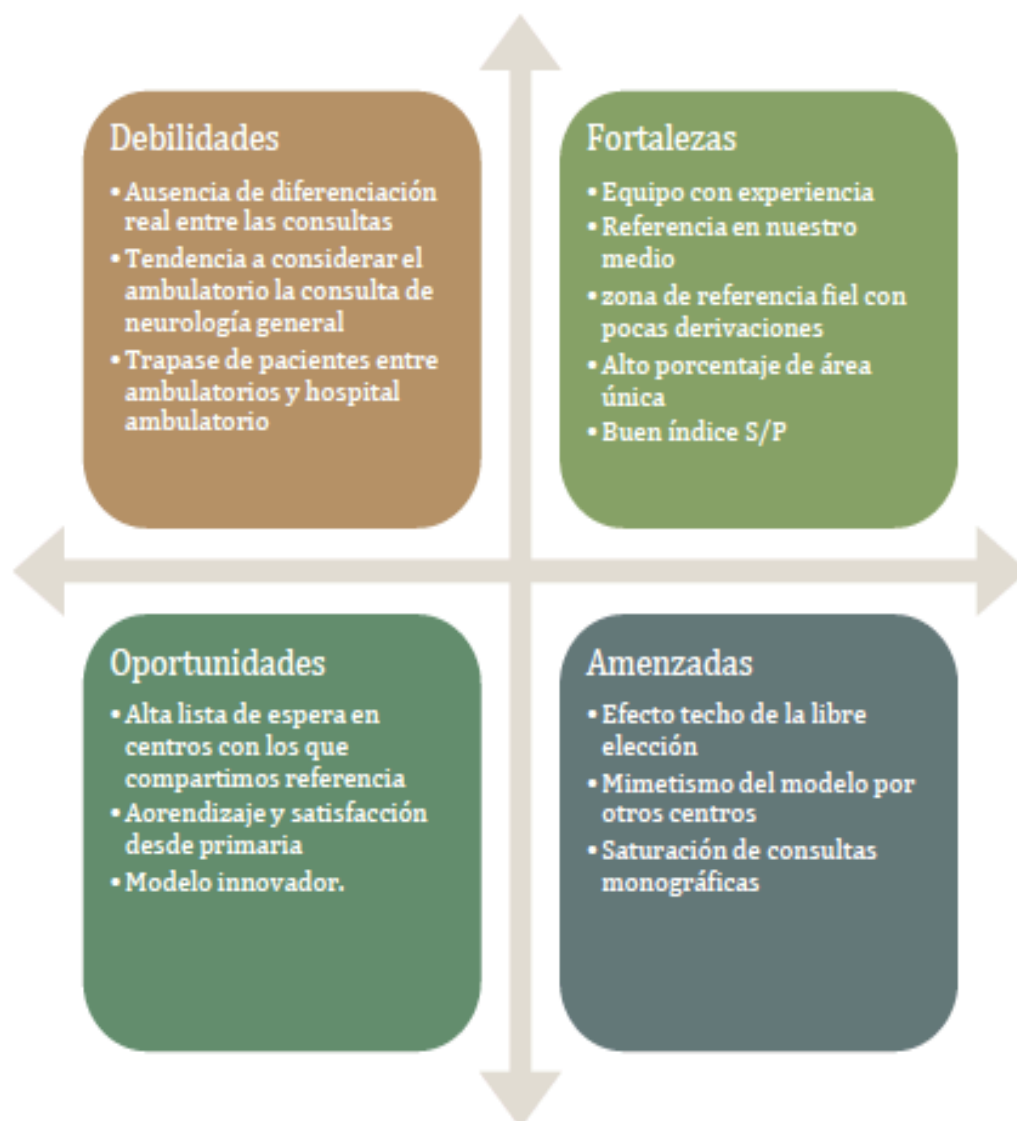 Debilidades
• Ausencia de diferenciación
real entre las consultas
• Tendencia a considerar el
ambulatorio la consulta de
neurología general
• Trapase de pacientes entre
ambulatorios y hospital
ambulatorio
Fortalezas
• Equipo con experiencia
• Referencia en nuestro
medio
• zona de referencia fiel con
pocas derivaciones
• Alto porcentaje de área
única
• Buen índice S/P
Oportunidades
• Alta lista de espera en
centros con los que
compartimos referencia
• Aorendizaje y satisfacción
desde primaria
• Modelo innovador.
Amenzadas
• Efecto techo de la libre
elección
• Mimetismo del modelo por
otros centros
• Saturación de consultas
monográficas